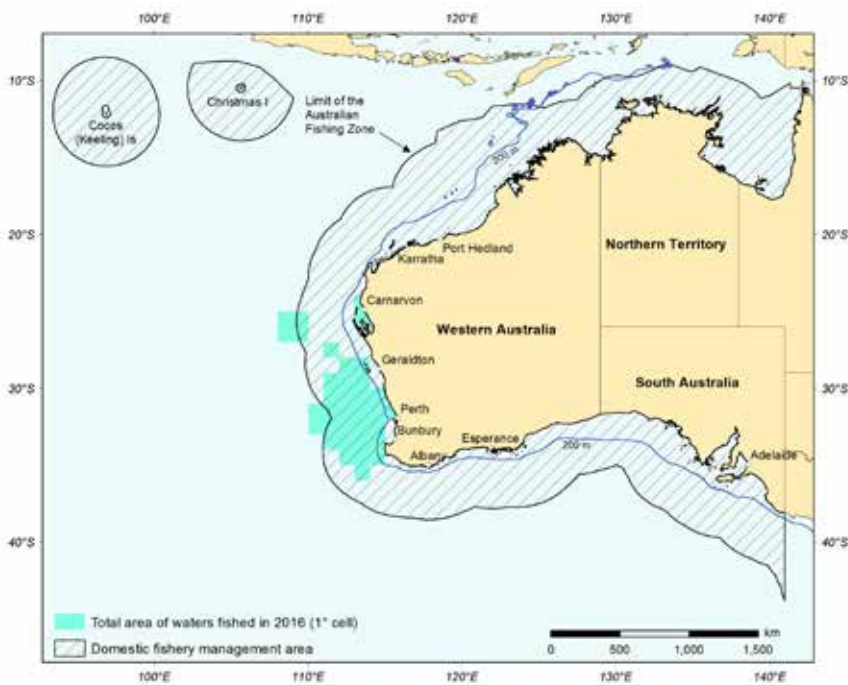 100°E 110°E 120°E 130°E 140°E
10°S 10°S
Christmas I
Cocos
(Keeling) Is
Limit of the
Australian
Fishing Zone
200 m
20°S 20°S
Port Hedland
Northern Territory
Karratha
Carnarvon
Western Australia
Geraldton
30°S 30°S
South Australia
Perth
Bunbury
Esperance
200 m
Albany
Adelaide
40°S 40°S
Total area of waters fished in 2016 (1° cell)
Domestic fishery management area
km
0 500 1,000 1,500
100°E 110°E 120°E 130°E 140°E